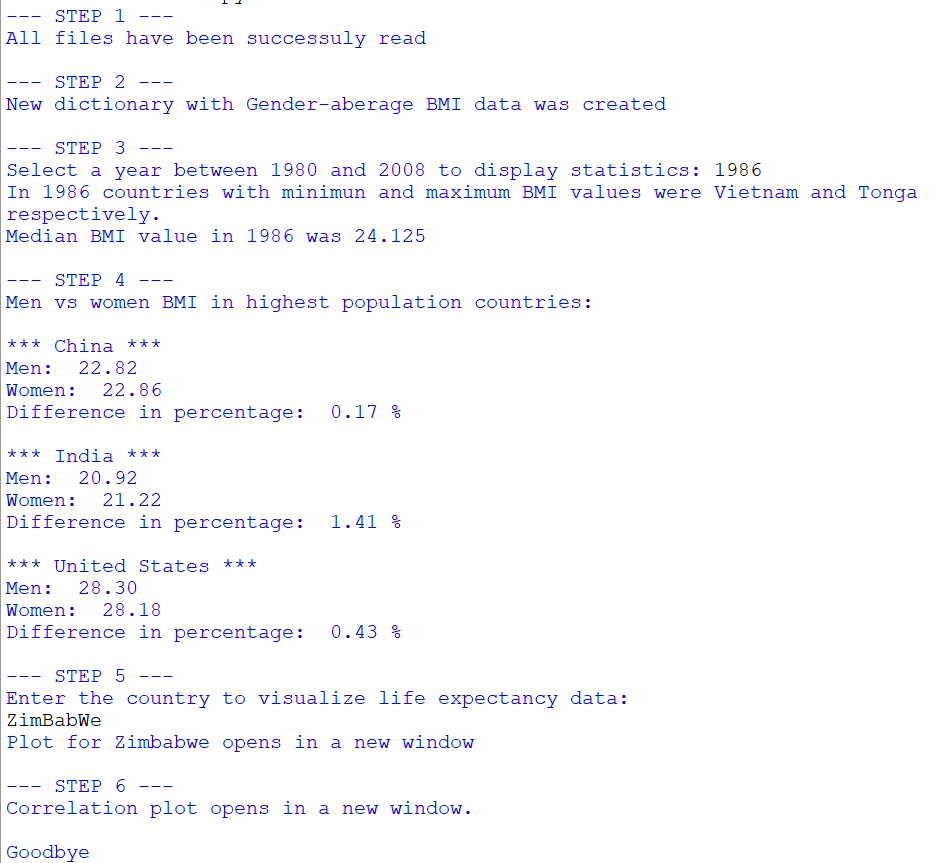 --- STEP 1 ---
All files have been successuly read
--- STEP 2 ---
New dictionary with Gender-aberage BMI data was created
--- STEP 3 ---
Select a year between 1980 and 2008 to display statistics: 1986
In 1986 countries with minimun and maximum BMI values were Vietnam and Tonga
respectively.
Median BMI value in 1986 was 24.125
--- STEP 4 ---
Men vs women BMI in highest population countries:
*** China ***
Men:  22.82
Women:  22.86
Difference in percentage:  0.17 %
*** India ***
Men:  20.92
Women:  21.22
Difference in percentage:  1.41 %
*** United States ***
Men:  28.30
Women:  28.18
Difference in percentage:  0.43 %
--- STEP 5 ---
Enter the country to visualize life expectancy data:
ZimBabWe
Plot for Zimbabwe opens in a new window
--- STEP 6 ---
Correlation plot opens in a new window.
Goodbye